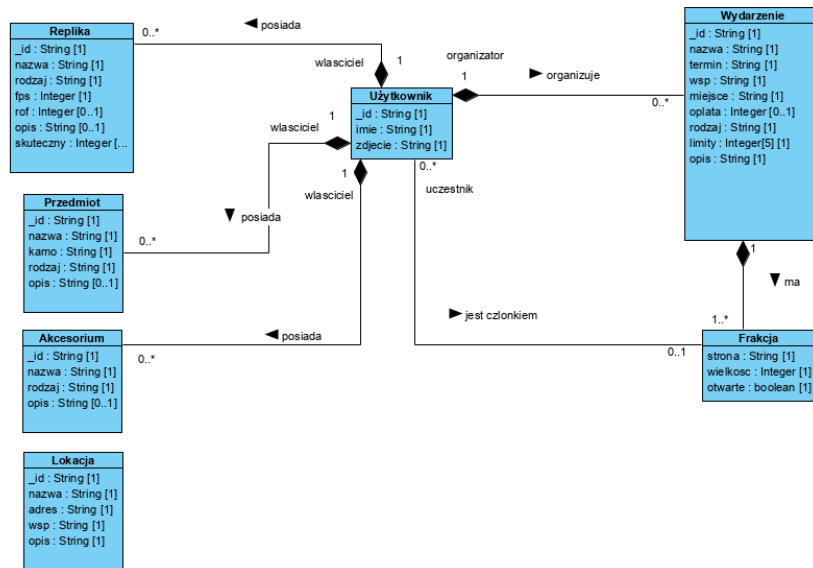 Replika
_id : String [1]
nazwa : String [1]
rodzaj : String [1]
fps : Integer [1]
rof : Integer [0..1]
opis : String [0..1]
skuteczny : Integer [...
0..*
posiada
wlasciciel
1
organizator
1
organizuje
0..*
Wydarzenie
_id : String [1]
nazwa : String [1]
termin : String [1]
wsp : String [1]
miejsce : String [1]
oplata : Integer [0..1]
rodzaj : String [1]
limity : Integer[5] [1]
opis : String [1]
Użytkownik
_id : String [1]
imie : String [1]
zdjecie : String [1]
1
wlasciciel
posiada
0..*
1
wlasciciel
0..*
uczestnik
Przedmiot
_id : String [1]
nazwa : String [1]
kamo : String [1]
rodzaj : String [1]
opis : String [0..1]
1
ma
1..*
jest czlonkiem
0..1
posiada
0..*
Akcesorium
_id : String [1]
nazwa : String [1]
rodzaj : String [1]
opis : String [0..1]
Frakcja
strona : String [1]
wielkosc : Integer [1]
otwarte : boolean [1]
Lokacja
_id : String [1]
nazwa : String [1]
adres : String [1]
wsp : String [1]
opis : String [1]